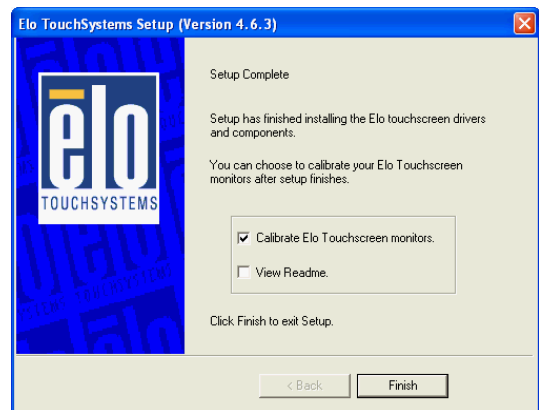 Elo TouchSystems Setup (Version 4.6.3)
ēlo
TOUCHSYSTEMS
Setup Complete
Setup has finished installing the Elo touchscreen drivers
and components.
You can choose to calibrate your Elo Touchscreen
monitors after setup finishes.
Calibrate Elo Touchscreen monitors.
View Readme.
Click Finish to exit Setup.
< Back
Finish